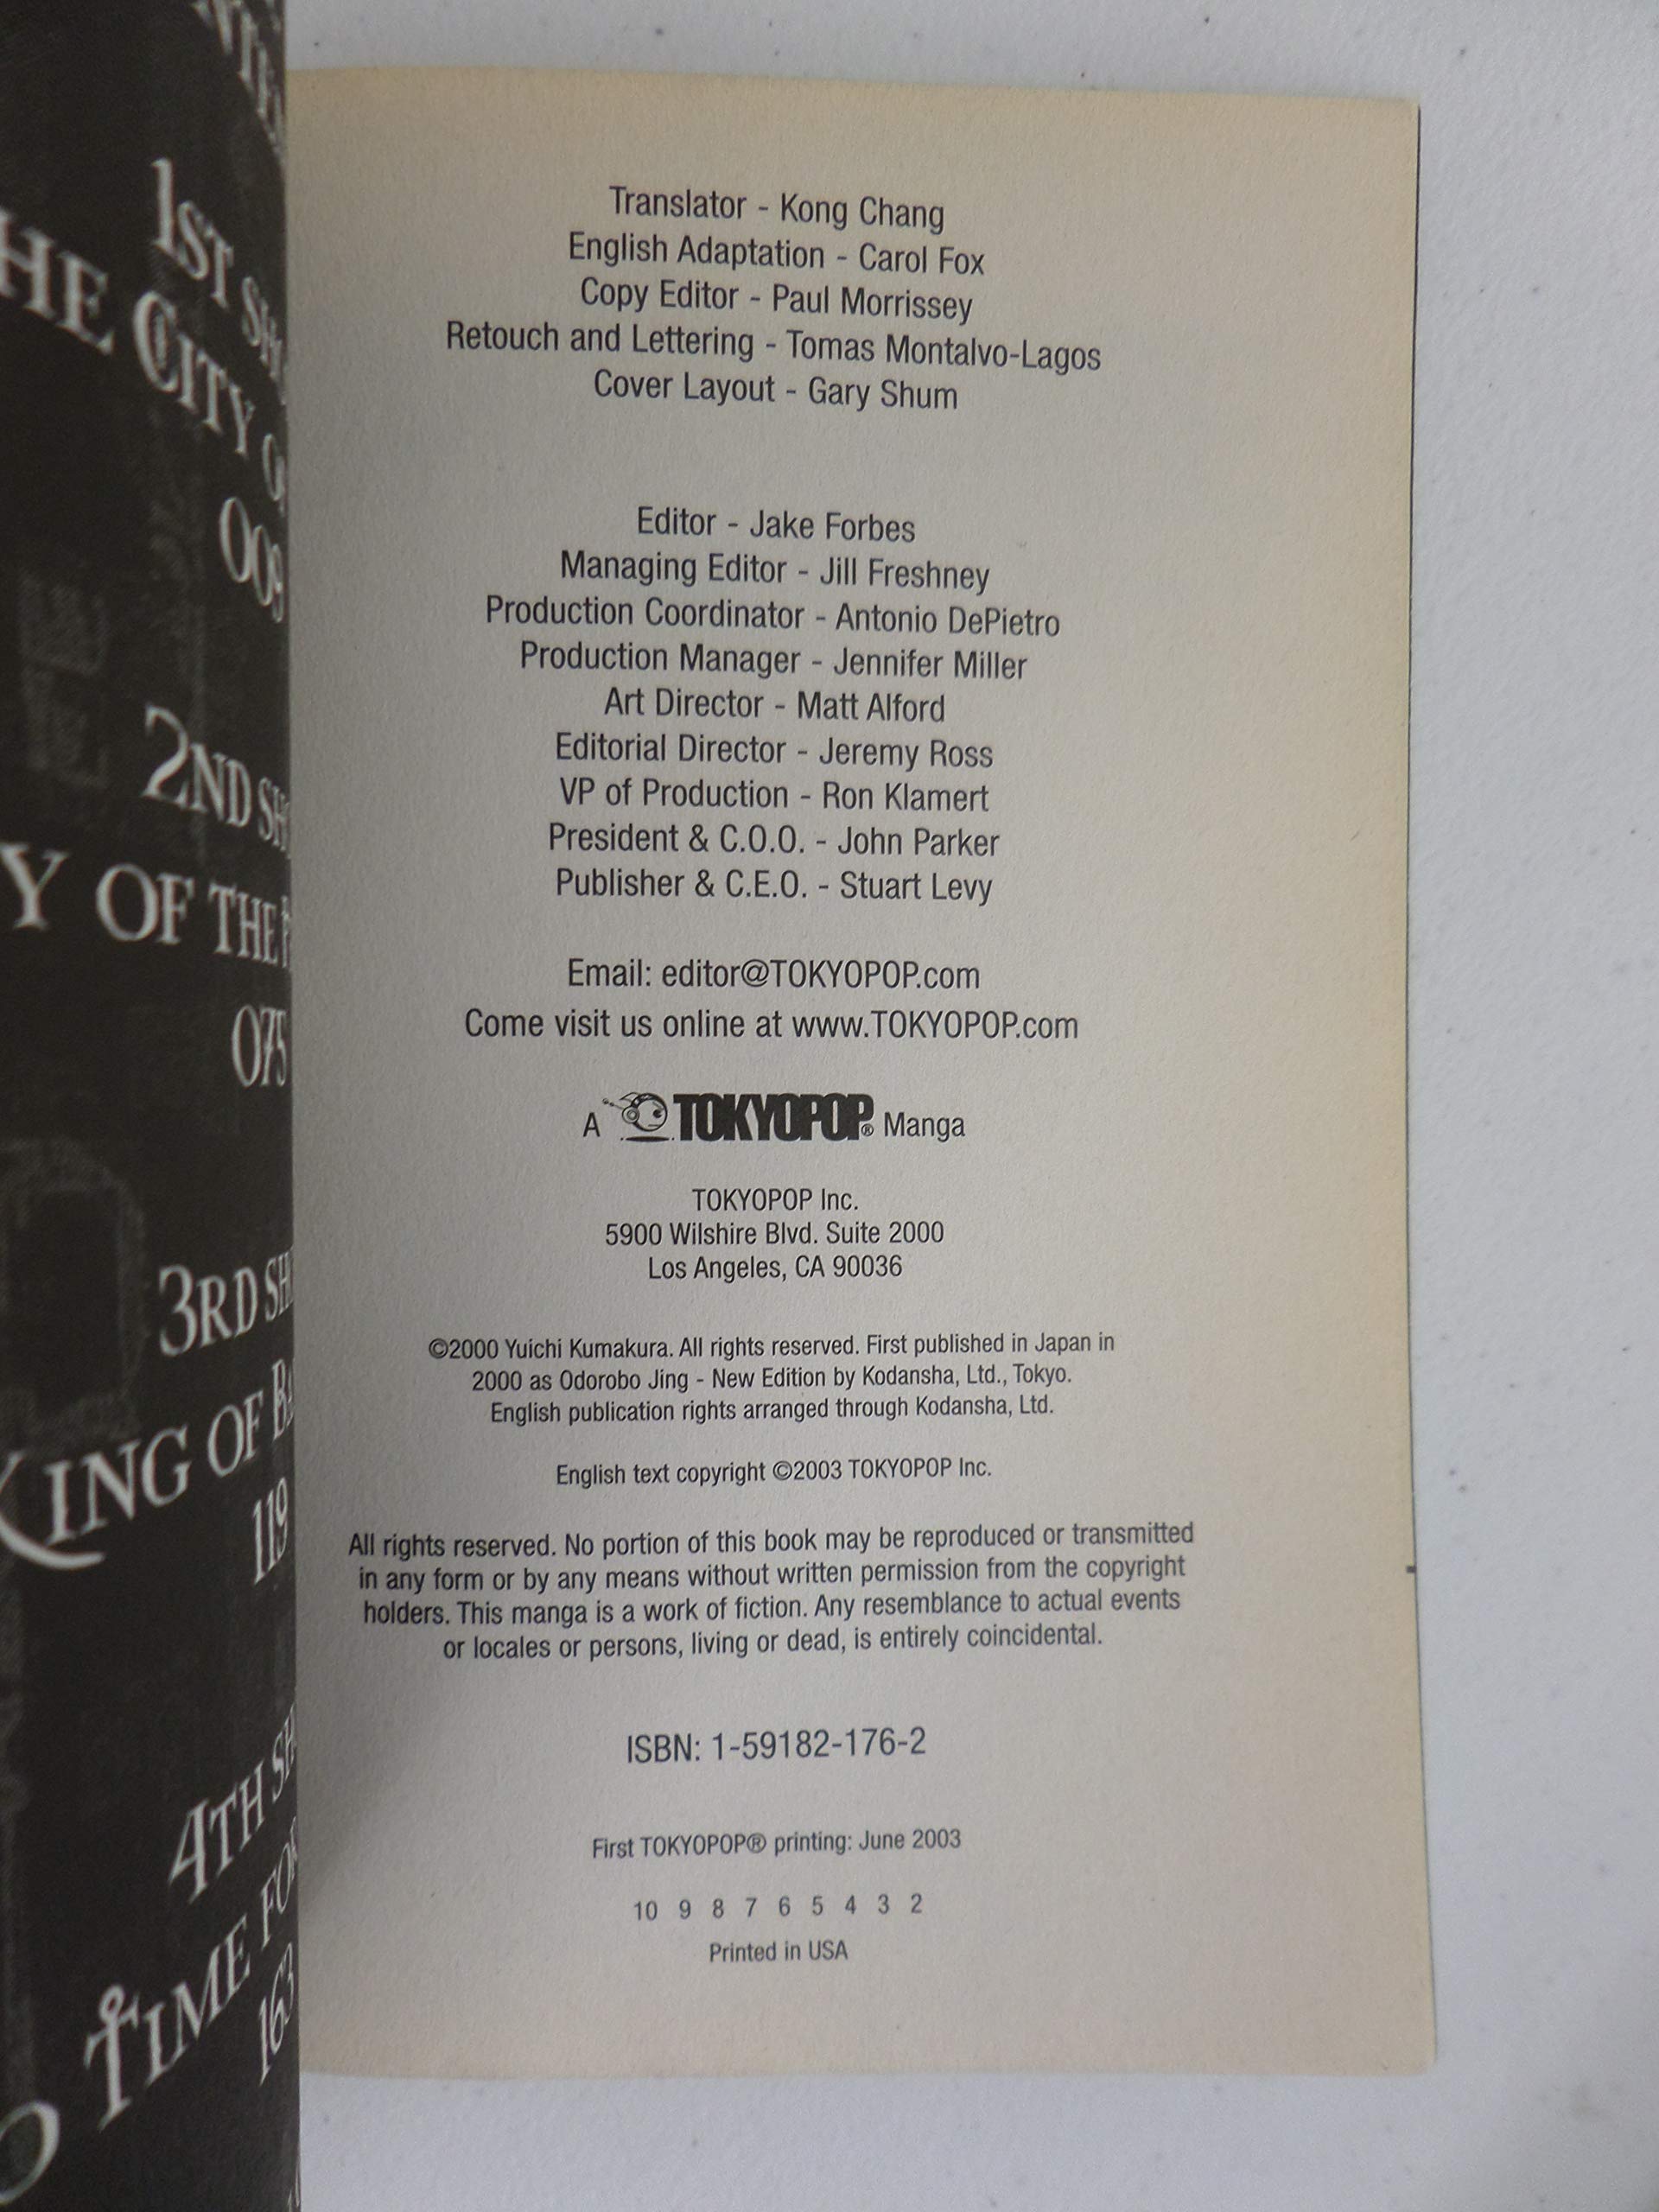 1ST
HE CITY
009
2ND
Y OF THE
075
3RD
KING OF
119
4TH
TIME
163
Translator - Kong Chang
English Adaptation - Carol Fox
Copy Editor - Paul Morrissey
Retouch and Lettering - Tomas Montalvo-Lagos
Cover Layout - Gary Shum
Editor - Jake Forbes
Managing Editor - Jill Freshney
Production Coordinator - Antonio DePietro
Production Manager - Jennifer Miller
Art Director - Matt Alford
Editorial Director - Jeremy Ross
VP of Production - Ron Klamert
President & C.O.O. - John Parker
Publisher & C.E.O. - Stuart Levy
Email: editor@TOKYOPOP.com
Come visit us online at www.TOKYOPOP.com
A TOKYOPOP® Manga
TOKYOPOP Inc.
5900 Wilshire Blvd. Suite 2000
Los Angeles, CA 90036
©2000 Yuichi Kumakura. All rights reserved. First published in Japan in
2000 as Odorobo Jing - New Edition by Kodansha, Ltd., Tokyo.
English publication rights arranged through Kodansha, Ltd.
English text copyright ©2003 TOKYOPOP Inc.
All rights reserved. No portion of this book may be reproduced or transmitted
in any form or by any means without written permission from the copyright
holders. This manga is a work of fiction. Any resemblance to actual events
or locales or persons, living or dead, is entirely coincidental.
ISBN: 1-59182-176-2
First TOKYOPOP® printing: June 2003
10 9 8 7 6 5 4 3 2
Printed in USA